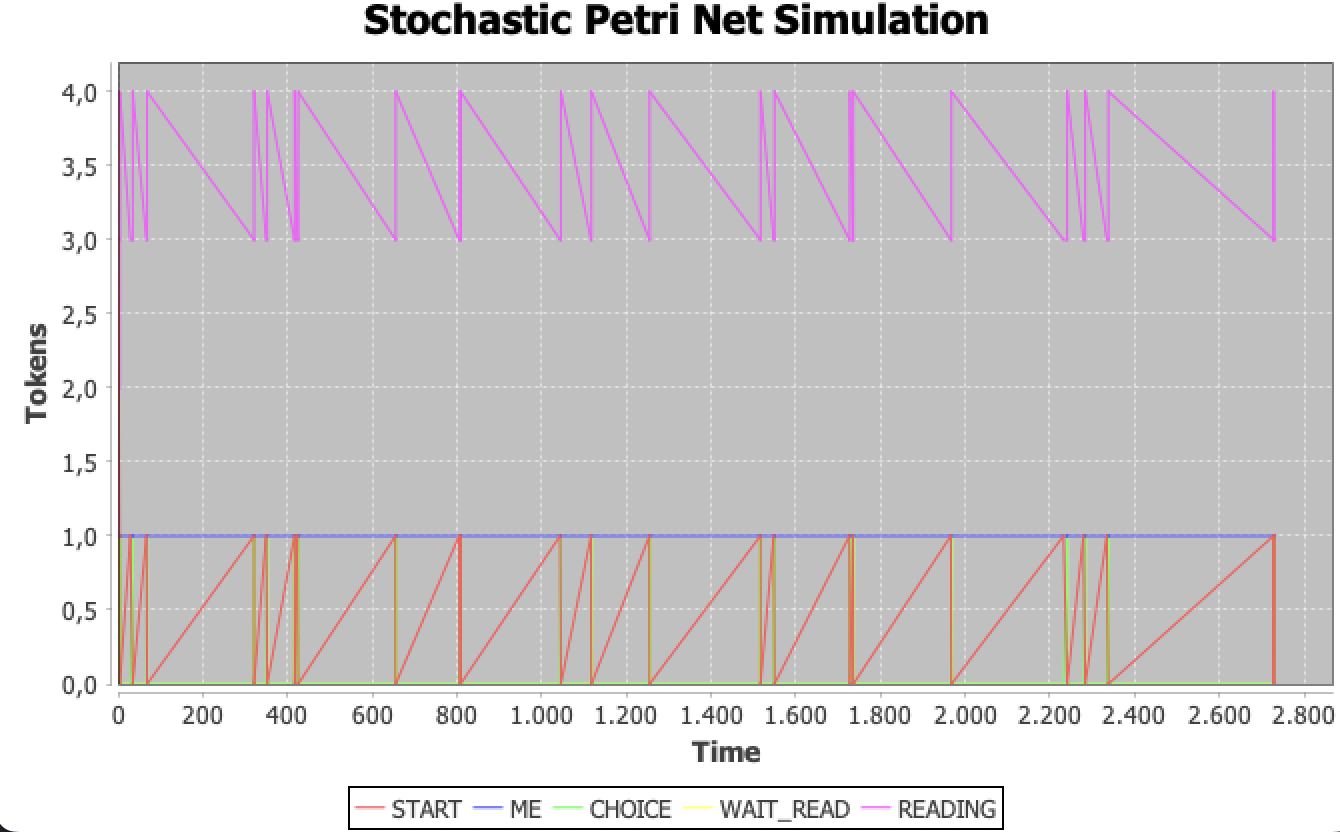 Stochastic Petri Net Simulation
4,0
3,5
3,0
2,5
2,0
1,5
1,0
0,5
0,0
Tokens
0 200 400 600 800 1.000 1.200 1.400 1.600 1.800 2.000 2.200 2.400 2.600 2.800
Time
START ME CHOICE WAIT_READ READING